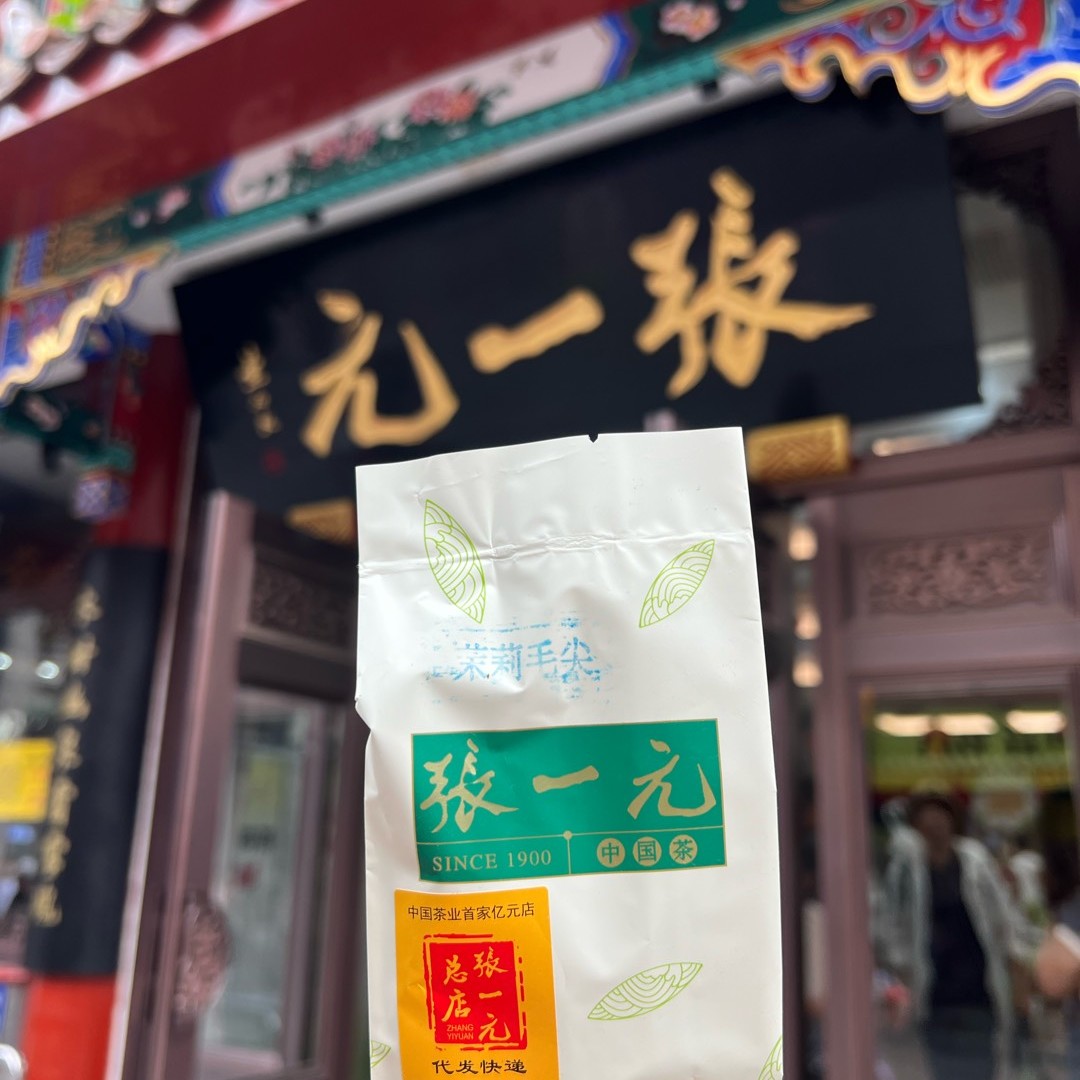 張一元
茉莉毛尖
張一元
SINCE 1900
中国茶
中国茶业首家亿元店
張一元
总店
ZHANG
YIYUAN
代发快递